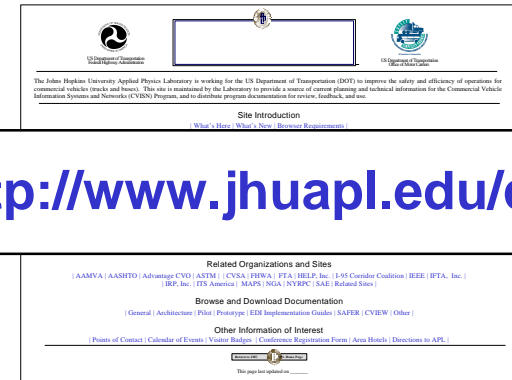 US Department of Transportation
Federal Highway Administration
US Department of Transportation
Office of Motor Carriers
The Johns Hopkins University Applied Physics Laboratory is working for the US Department of Transportation (DOT) to improve the safety and efficiency of operations for
commercial vehicles (trucks and buses). This site is maintained by the Laboratory to provide a source of current planning and technical information for the Commercial Vehicle
Information Systems and Networks (CVISN) Program, and to distribute program documentation for review, feedback, and use.
Site Introduction
| What's Here | What's New | Browser Requirements |
tp://www.jhuapl.edu/c
Related Organizations and Sites
| AAMVA | AASHTO | Advantage CVO | ASTM | | CVSA | FHWA | FTA | HELP, Inc. | I-95 Corridor Coalition | IEEE | IFTA, Inc. |
| IRP, Inc. | ITS America | MAPS | NGA | NYRPC | SAE | Related Sites |
Browse and Download Documentation
| General | Architecture | Pilot | Prototype | EDI Implementation Guides | SAFER | CVIEW | Other |
Other Information of Interest
| Points of Contact | Calendar of Events | Visitor Badges | Conference Registration Form | Area Hotels | Directions to APL |
Home Page
This page last updated on ______